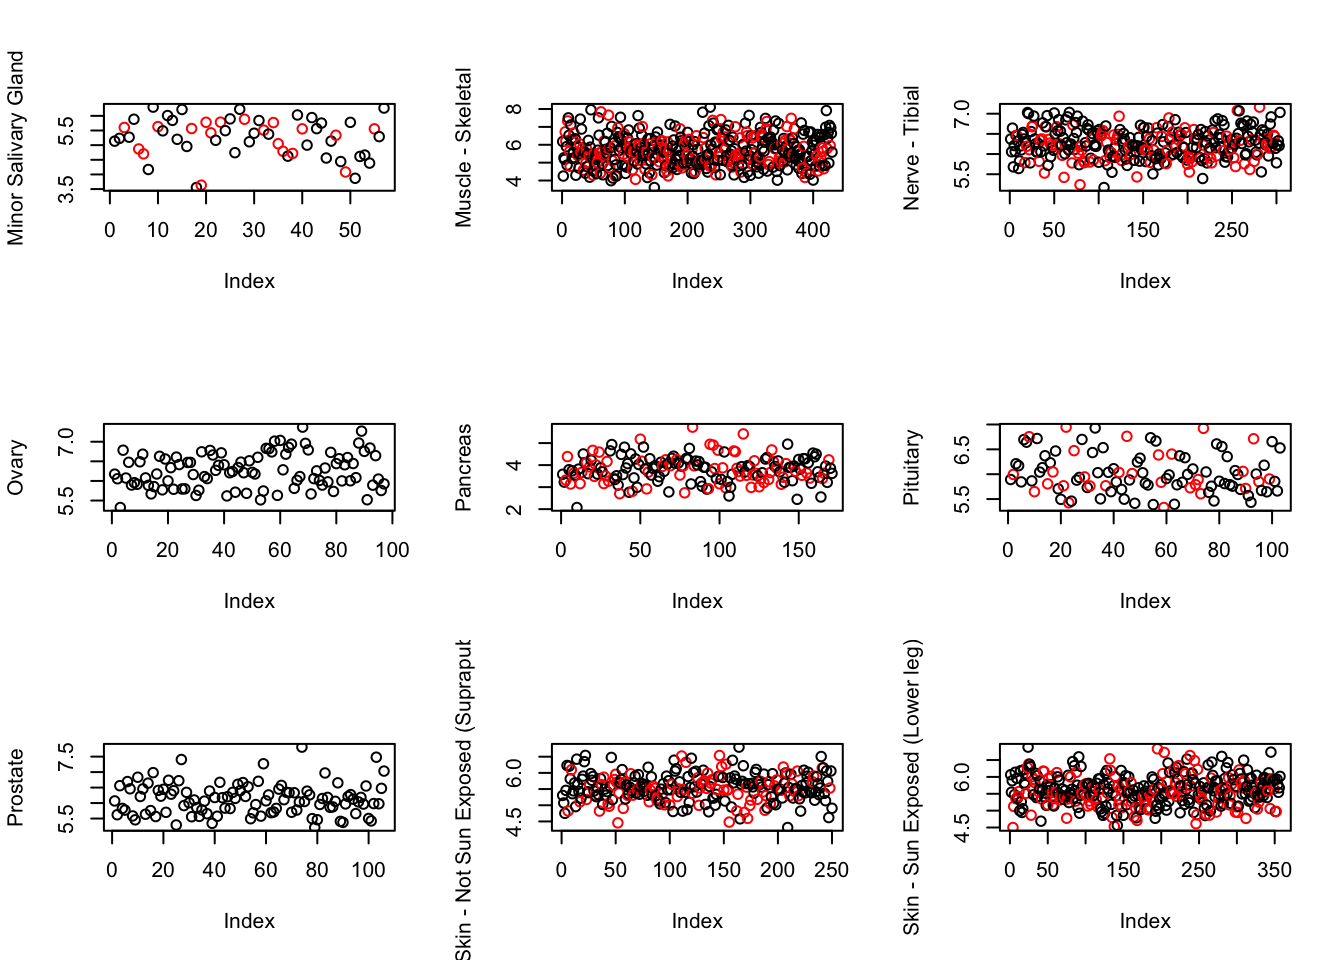 Minor Salivary Gland
3.5 5.5
0 10 20 30 40 50
Index
Muscle - Skeletal
4 6 8
0 100 200 300 400
Index
Nerve - Tibial
5.5 7.0
0 50 150 250
Index
Ovary
5.5 7.0
0 20 40 60 80 100
Index
Pancreas
2 4
0 50 100 150
Index
Pituitary
5.5 6.5
0 20 40 60 80 100
Index
Prostate
5.5 7.5
0 20 40 60 80 100
Index
Skin - Not Sun Exposed (Suprapub
4.5 6.0
0 50 100 150 200 250
Index
Skin - Sun Exposed (Lower leg)
4.5 6.0
0 50 150 250 350
Index